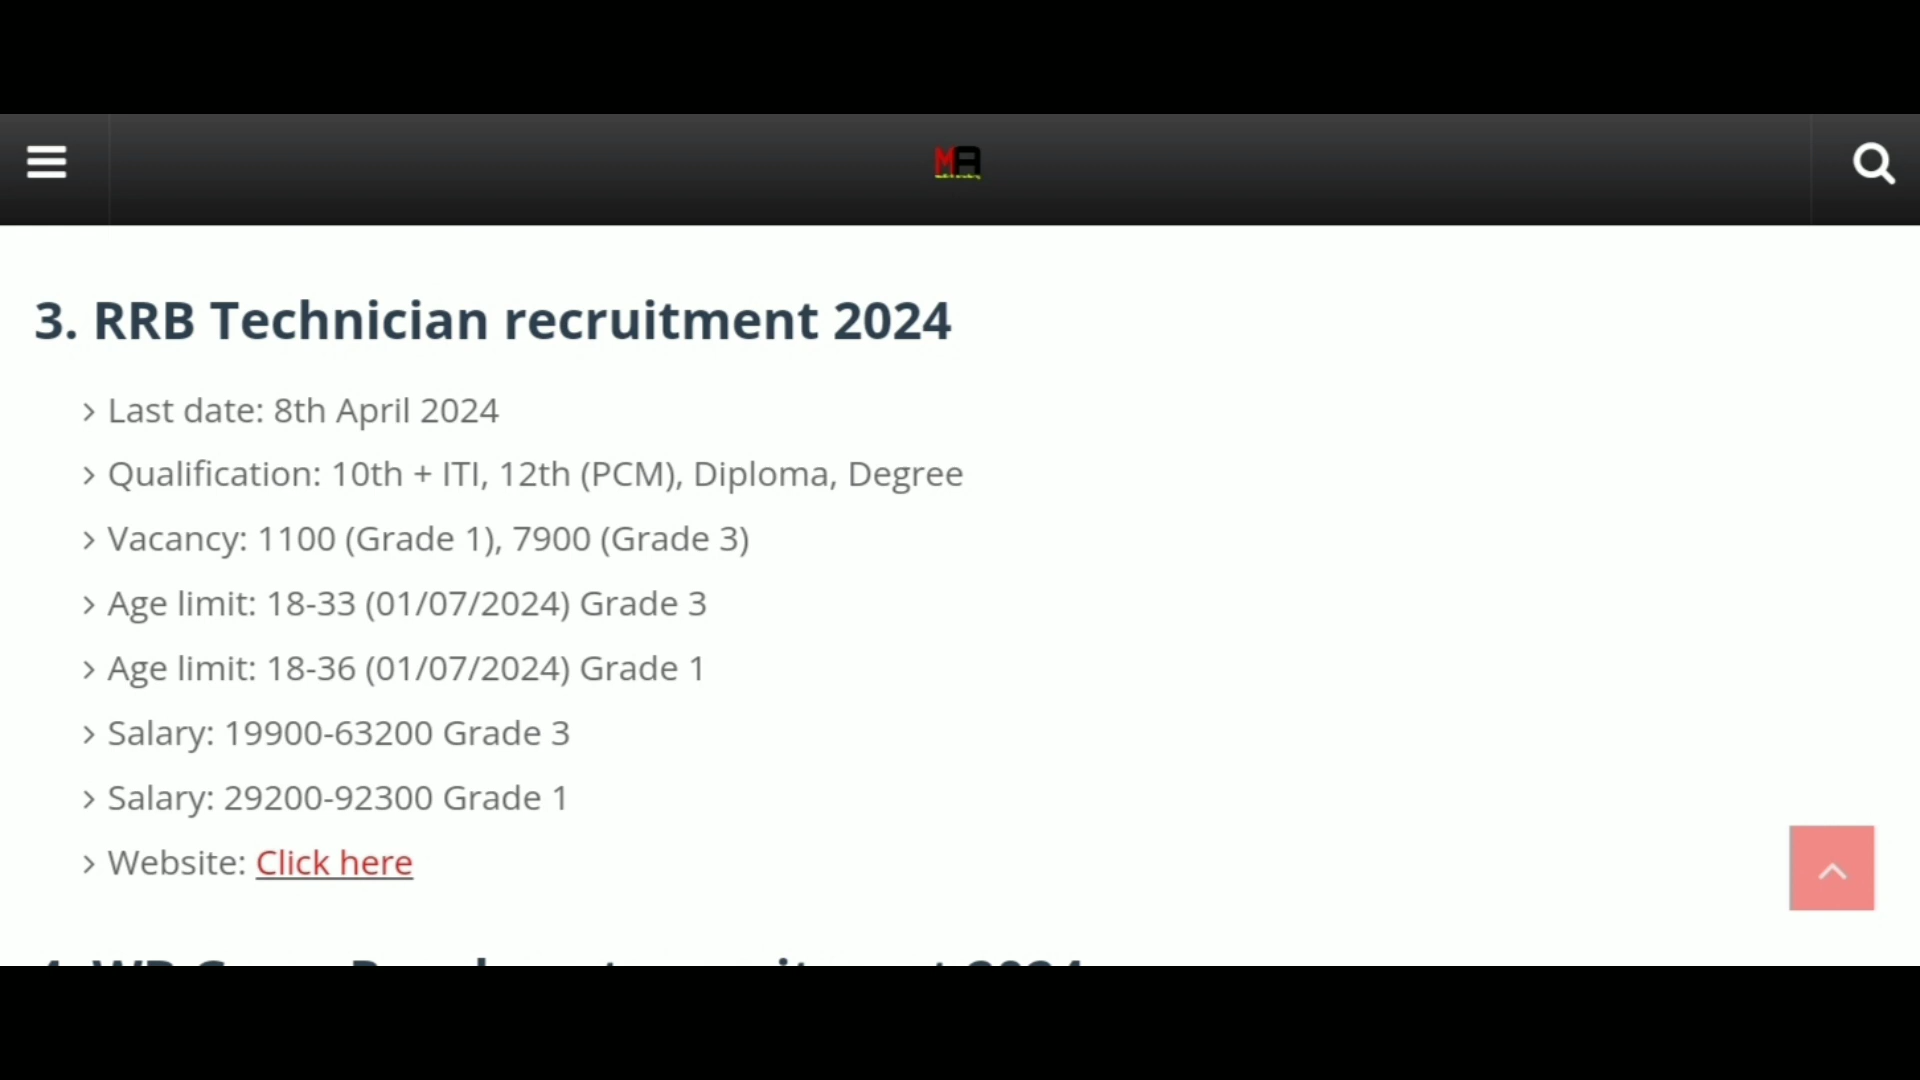 MA
3. RRB Technician recruitment 2024
Last date: 8th April 2024
Qualification: 10th + ITI, 12th (PCM), Diploma, Degree
Vacancy: 1100 (Grade 1), 7900 (Grade 3)
Age limit: 18-33 (01/07/2024) Grade 3
Age limit: 18-36 (01/07/2024) Grade 1
Salary: 19900-63200 Grade 3
Salary: 29200-92300 Grade 1
Website: Click here